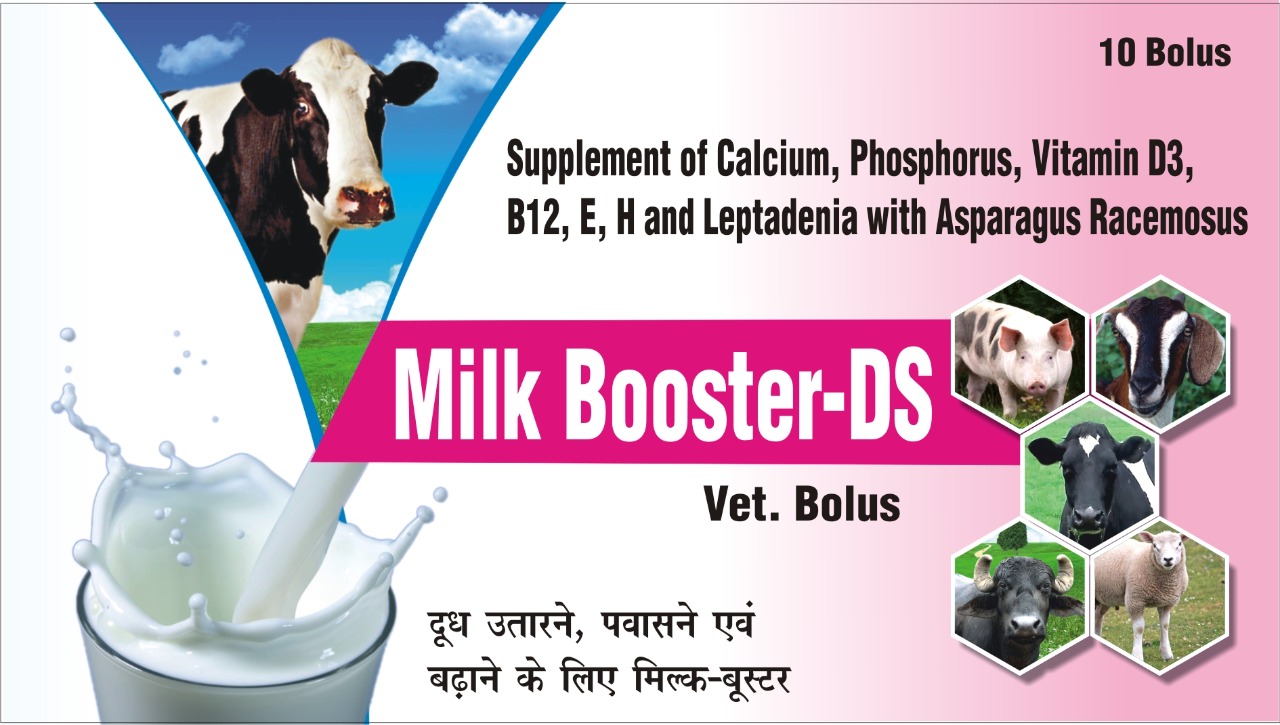 10 Bolus
Supplement of Calcium, Phosphorus, Vitamin D3,
B12, E, H and Leptadenia with Asparagus Racemosus
Milk Booster-DS
Vet. Bolus
दूध उतारने, पवासने एवं
बढ़ाने के लिए मिल्क-बूस्टर